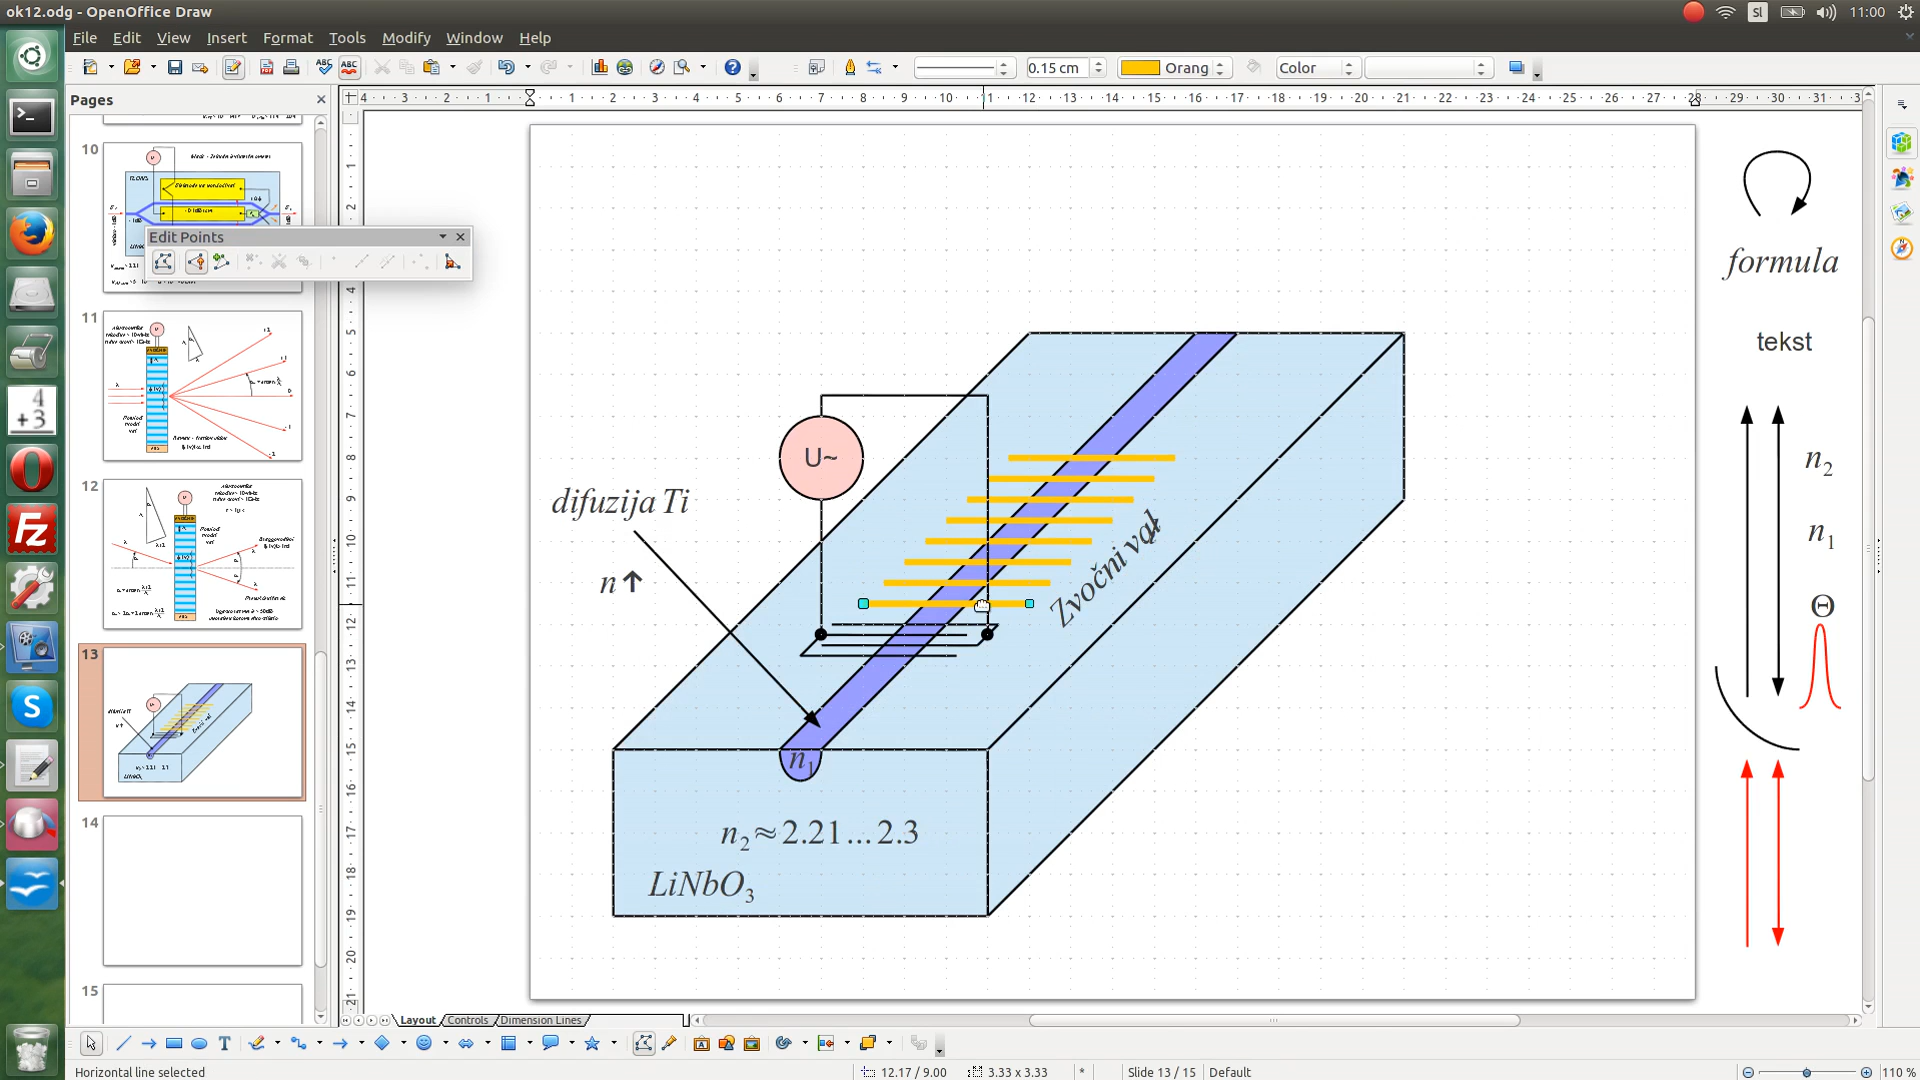 ok12.odg - OpenOffice Draw
Sl
11:00
File Edit View Insert Format Tools Modify Window Help
0.15 cm
Orang
Color
Pages
10
Edit Points
11
12
13
14
15
U~
difuzija Ti
n↑
Zvočni val
n₁
n₂≈2.21...2.3
LiNbO₃
formula
tekst
n₂
n₁
Θ
Layout Controls Dimension Lines
Horizontal line selected
12.17 / 9.00
3.33 x 3.33
*
Slide 13 / 15
Default
110 %